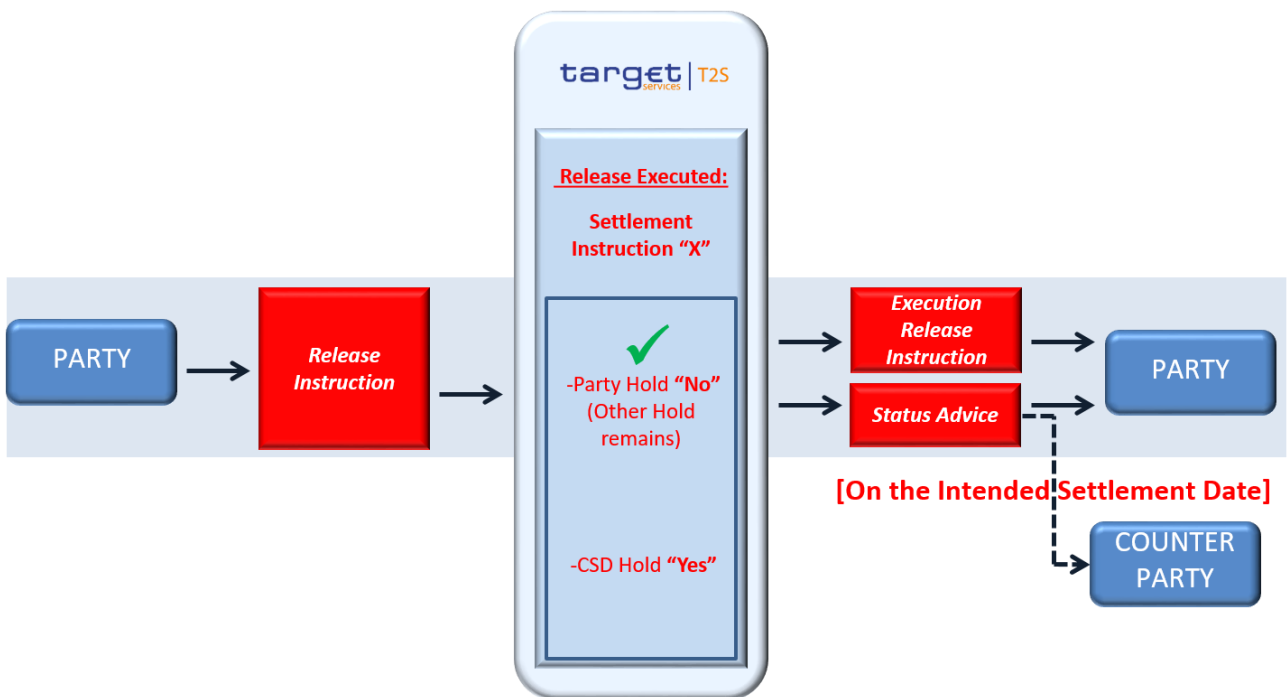 target | T2S
services
Release Executed:
Settlement
Instruction “X”
PARTY
Release
Instruction
-Party Hold “No”
(Other Hold
remains)
-CSD Hold “Yes”
Execution
Release
Instruction
Status Advice
PARTY
[On the Intended Settlement Date]
COUNTER
PARTY